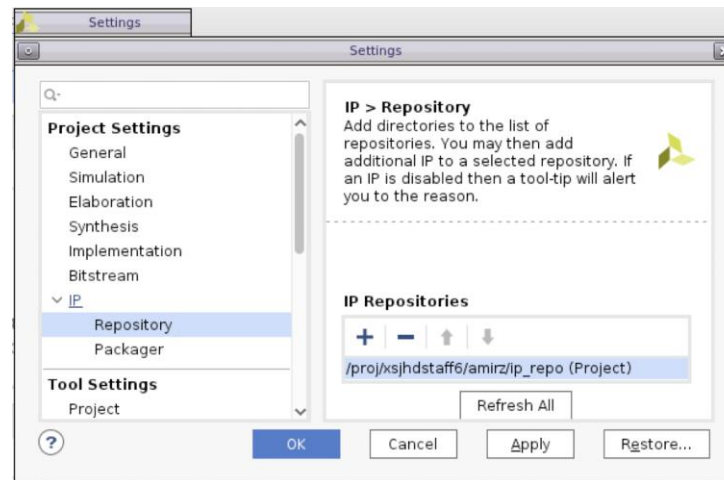 Settings
Settings
Project Settings
General
Simulation
Elaboration
Synthesis
Implementation
Bitstream
IP
Repository
Packager
Tool Settings
Project
IP > Repository
Add directories to the list of
repositories. You may then add
additional IP to a selected repository. If
an IP is disabled then a tool-tip will alert
you to the reason.
IP Repositories
/proj/xsjhdstaff6/amirz/ip_repo (Project)
Refresh All
?
OK
Cancel
Apply
Restore...